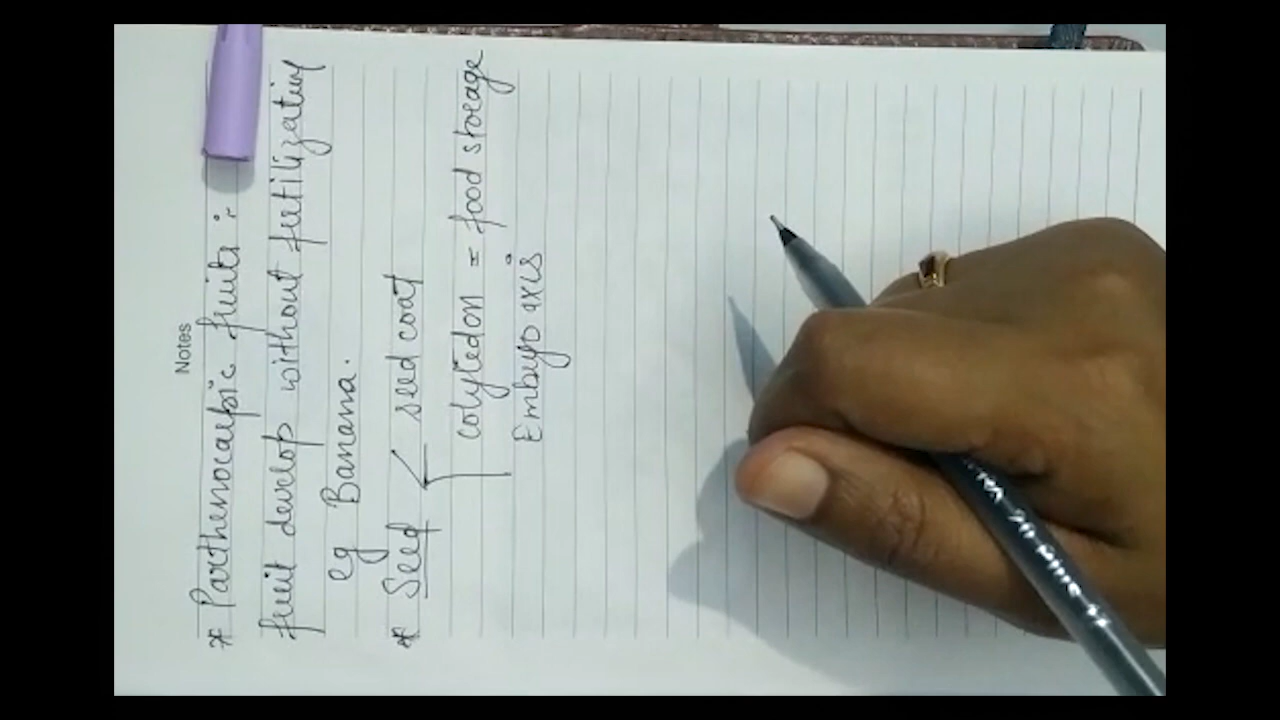 Notes
* Parthenocarpic fruits :-
fruit develop without fertilization
eg Banana.
* Seed < seed coat
cotyledon = food storage
Embryo axis